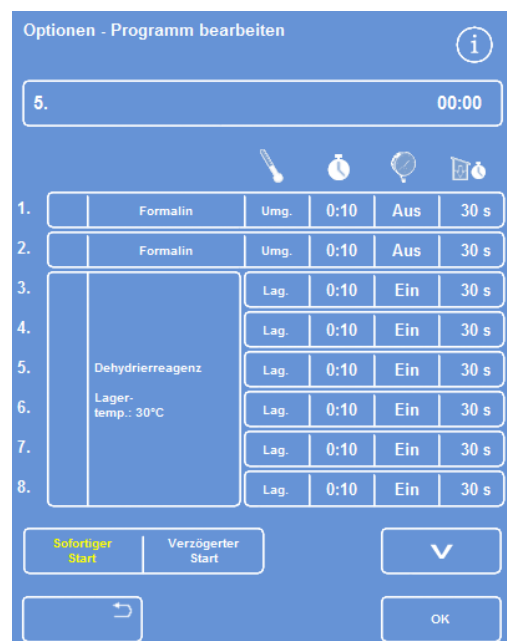 Optionen - Programm bearbeiten
i
5. 00:00
1. Formalin Umg. 0:10 Aus 30 s
2. Formalin Umg. 0:10 Aus 30 s
3. Lag. 0:10 Ein 30 s
4. Lag. 0:10 Ein 30 s
5. Dehydrierreagenz Lag. 0:10 Ein 30 s
Lager-
6. temp.: 30°C Lag. 0:10 Ein 30 s
7. Lag. 0:10 Ein 30 s
8. Lag. 0:10 Ein 30 s
Sofortiger Verzögerter
Start Start
OK